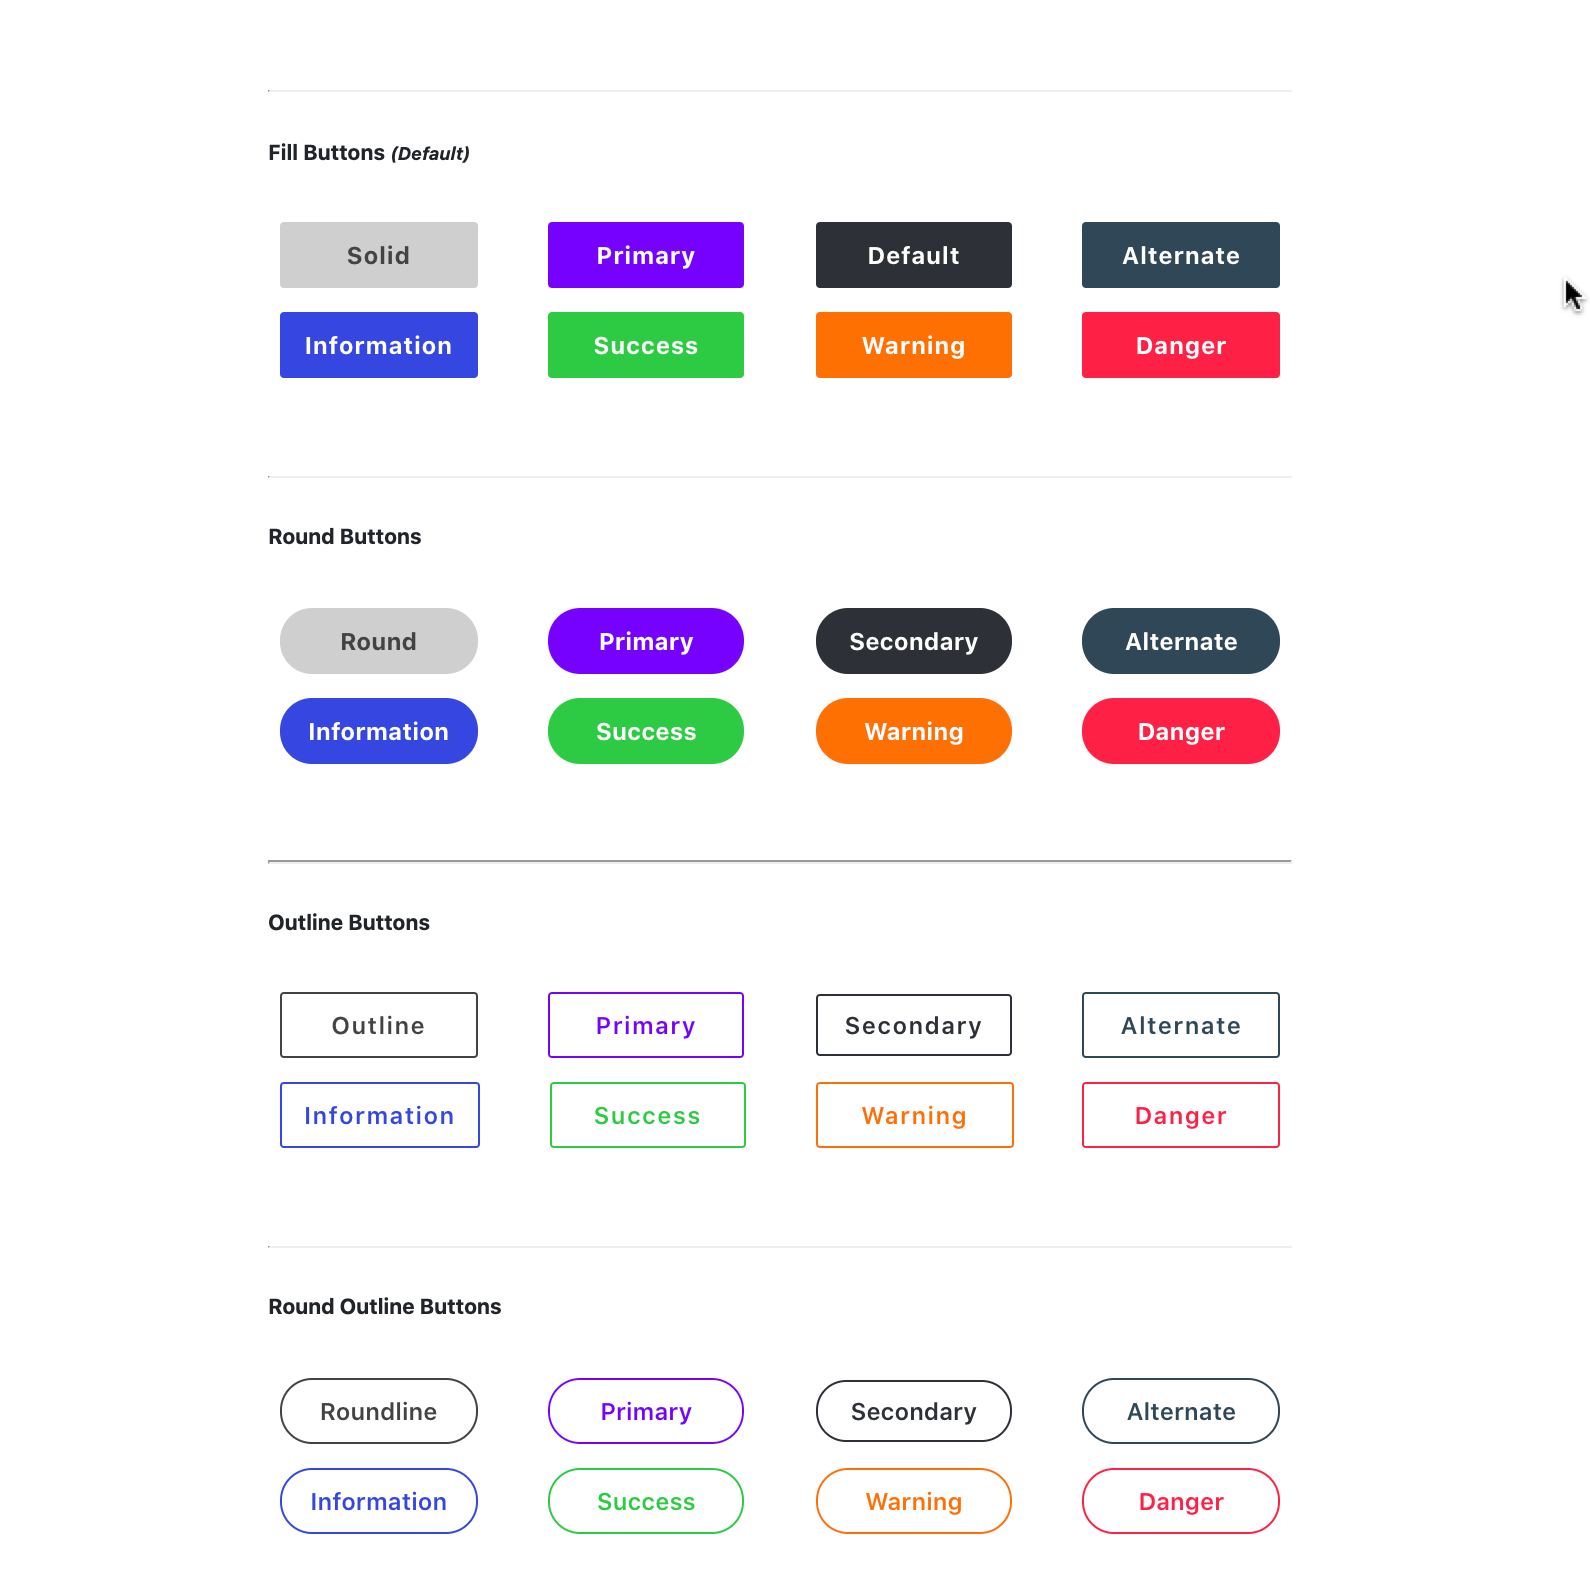 Fill Buttons (Default)
Solid Primary Default Alternate
Information Success Warning Danger
Round Buttons
Round Primary Secondary Alternate
Information Success Warning Danger
Outline Buttons
Outline Primary Secondary Alternate
Information Success Warning Danger
Round Outline Buttons
Roundline Primary Secondary Alternate
Information Success Warning Danger